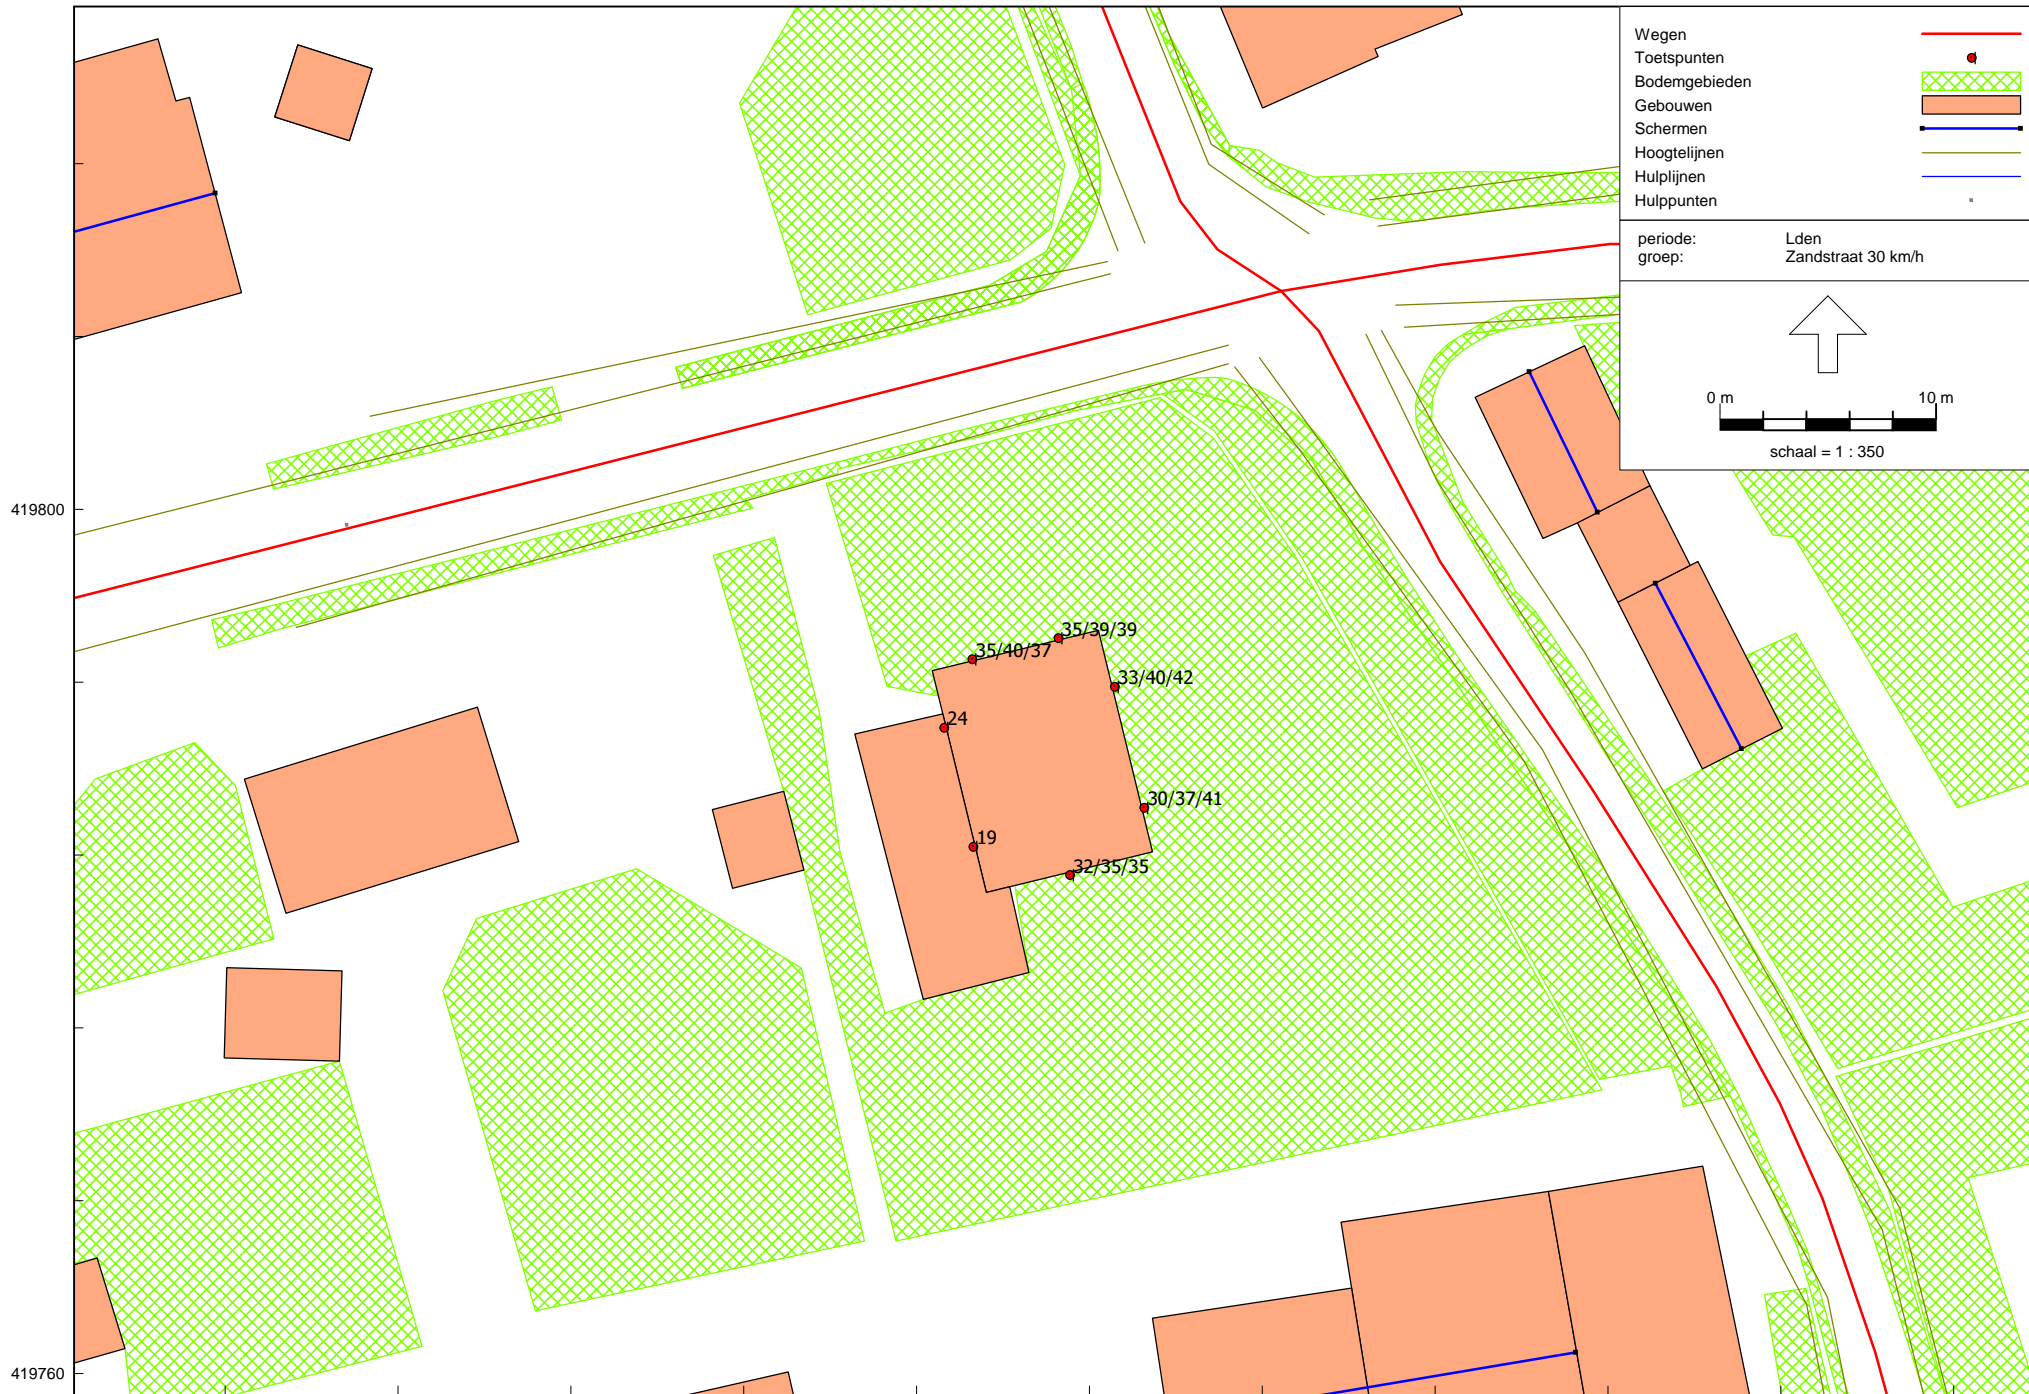 Wegen
Toetspunten
Bodemgebieden
Gebouwen
Schermen
Hoogtelijnen
Hulplijnen
Hulppunten
periode: Lden
groep: Zandstraat 30 km/h
0 m 10 m
schaal = 1 : 350
419800
35/39/39
35/40/37
33/40/42
24
30/37/41
19
32/35/35
419760